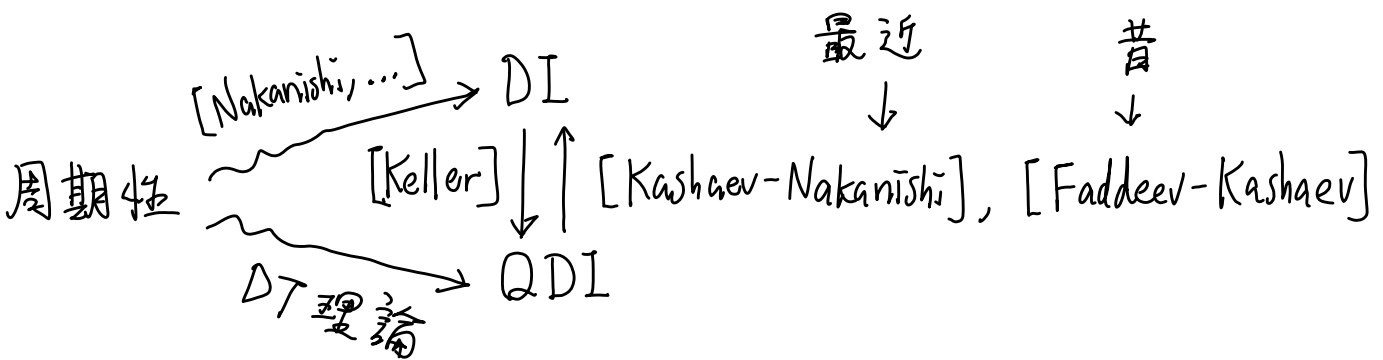 最近 昔
[Nakanishi, ...] DI
周期性 [Keller] [Kashaev-Nakanishi], [Faddeev-Kashaev]
DT理論 QDI